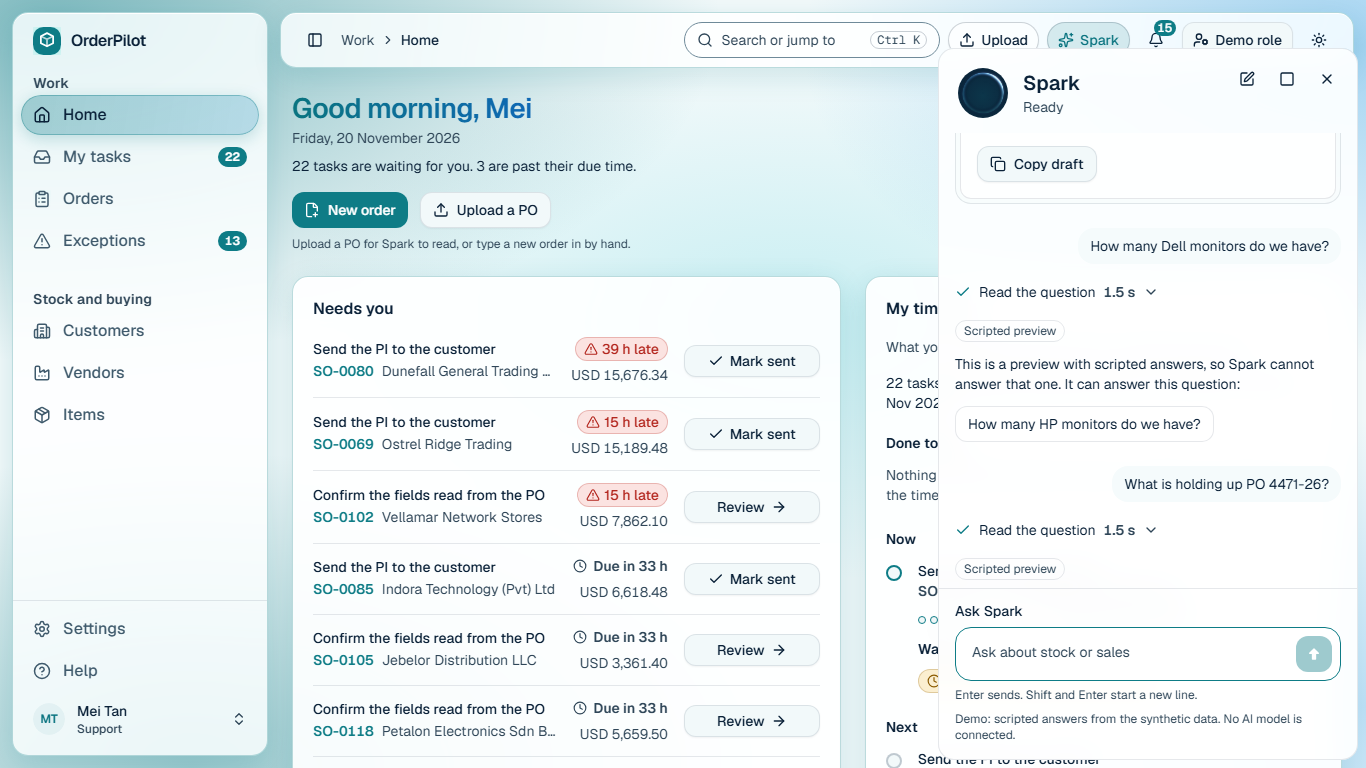 OrderPilot
Work
Home
My tasks 22
Orders
Exceptions 13
Stock and buying
Customers
Vendors
Items
Settings
Help
MT Mei Tan
Support
Work > Home
Search or jump to Ctrl K
Upload
Spark
15
Demo role
Good morning, Mei
Friday, 20 November 2026
22 tasks are waiting for you. 3 are past their due time.
New order
Upload a PO
Upload a PO for Spark to read, or type a new order in by hand.
Needs you
Send the PI to the customer 39 h late
SO-0080 Dunefall General Trading ... USD 15,676.34
Mark sent
Send the PI to the customer 15 h late
SO-0069 Ostrel Ridge Trading USD 15,189.48
Mark sent
Confirm the fields read from the PO 15 h late
SO-0102 Vellamar Network Stores USD 7,862.10
Review
Send the PI to the customer Due in 33 h
SO-0085 Indora Technology (Pvt) Ltd USD 6,618.48
Mark sent
Confirm the fields read from the PO Due in 33 h
SO-0105 Jebelor Distribution LLC USD 3,361.40
Review
Confirm the fields read from the PO Due in 33 h
SO-0118 Petalon Electronics Sdn B... USD 5,659.50
Review
My tim
What yo
22 tasks
Nov 202
Done to
Nothing
the time
Now
Sen
SO
Wa
Next
Send the PI to the customer
Spark
Ready
Copy draft
How many Dell monitors do we have?
Read the question 1.5 s
Scripted preview
This is a preview with scripted answers, so Spark cannot
answer that one. It can answer this question:
How many HP monitors do we have?
What is holding up PO 4471-26?
Read the question 1.5 s
Scripted preview
Ask Spark
Ask about stock or sales
Enter sends. Shift and Enter start a new line.
Demo: scripted answers from the synthetic data. No AI model is
connected.